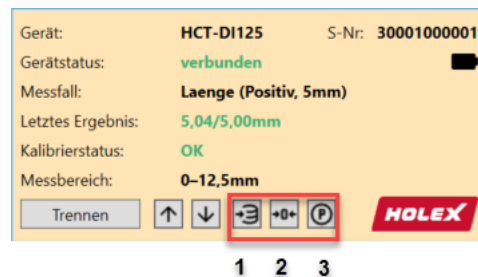 Gerät: HCT-DI125 S-Nr: 30001000001
Gerätstatus: verbunden
Messfall: Laenge (Positiv, 5mm)
Letztes Ergebnis: 5,04/5,00mm
Kalibrierstatus: OK
Messbereich: 0–12,5mm
Trennen ↑ ↓ →0← P HOLEX
1 2 3